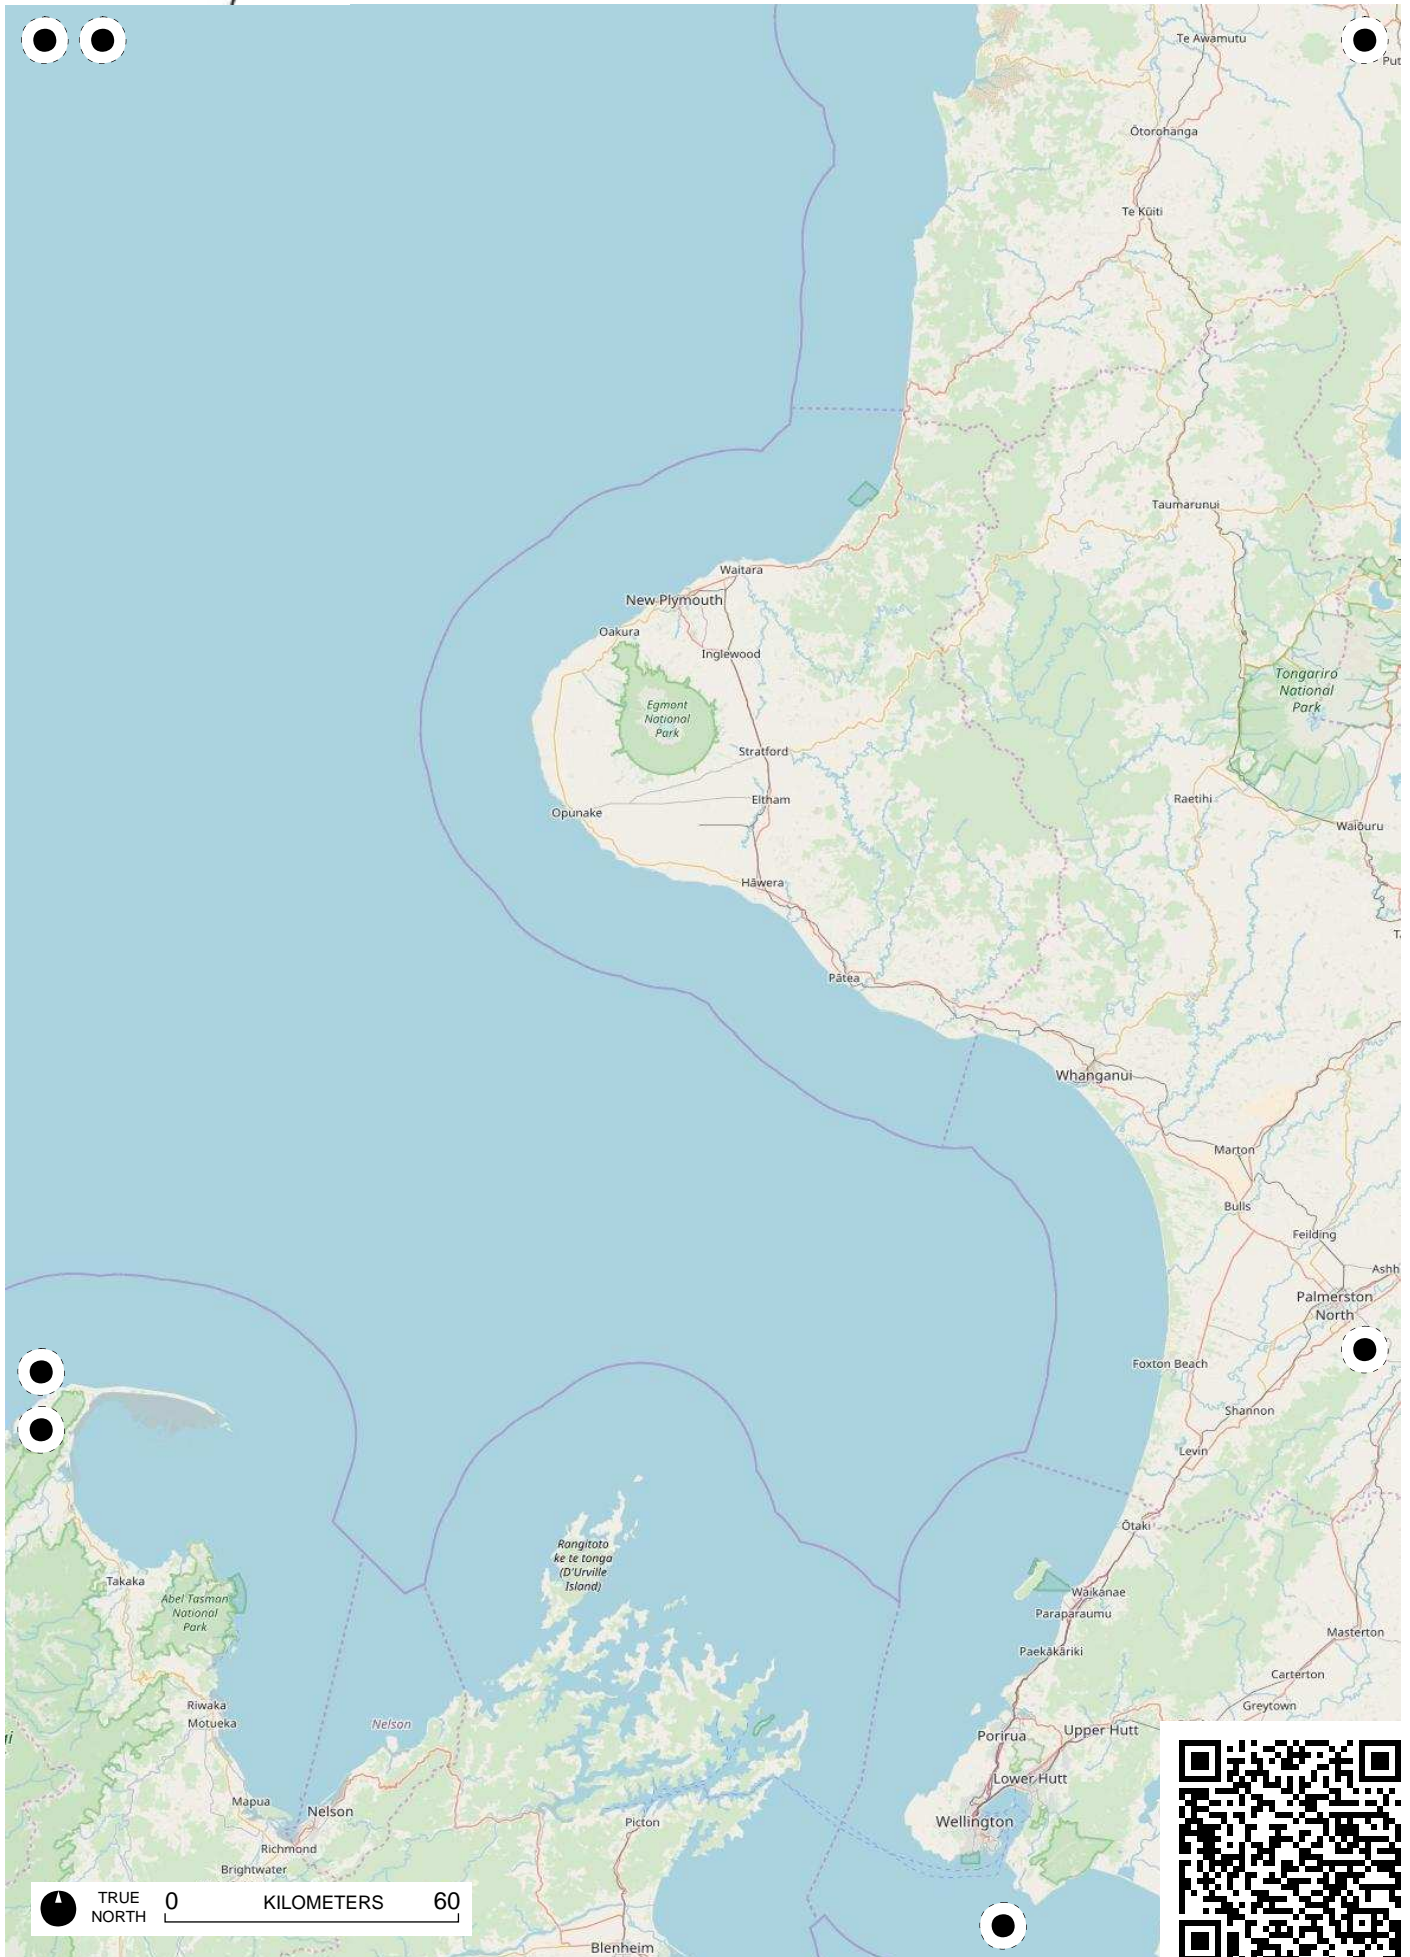 Te Awamutu
Put
Ōtorohanga
Te Kūiti
Taumarunui
Waitara
New Plymouth
Oakura
Inglewood
Tongariro
National
Park
Egmont
National
Park
Stratford
Eltham
Raetihi
Opunake
Waiōuru
Hāwera
T
Pātea
Whanganui
Marton
Bulls
Feilding
Ashh
Palmerston
North
Foxton Beach
Shannon
Levin
Ōtaki
Rangitoto
ke te tonga
(D'Urville
Island)
Takaka
Abel Tasman
National
Park
Waikanae
Paraparaumu
Masterton
Paekākāriki
Carterton
Riwaka
Greytown
Motueka
Nelson
Upper Hutt
Porirua
Lower Hutt
Mapua
Nelson
Picton
Wellington
Richmond
Brightwater
TRUE
NORTH
0 KILOMETERS 60
Blenheim